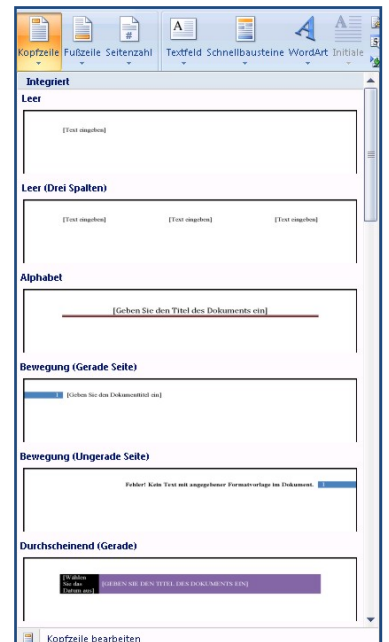 Kopfzeile Fußzeile Seitenzahl Textfeld Schnellbausteine WordArt Initiale
Integriert
Leer
[Text eingeben]
Leer (Drei Spalten)
[Text eingeben] [Text eingeben] [Text eingeben]
Alphabet
[Geben Sie den Titel des Dokuments ein]
Bewegung (Gerade Seite)
1 [Geben Sie den Dokumenttitel ein]
Bewegung (Ungerade Seite)
Fehler! Kein Text mit angegebener Formatvorlage im Dokument. 1
Durchscheinend (Gerade)
[Wählen
Sie das
Datum aus]
[GEBEN SIE DEN TITEL DES DOKUMENTS EIN]
Kopfzeile bearbeiten